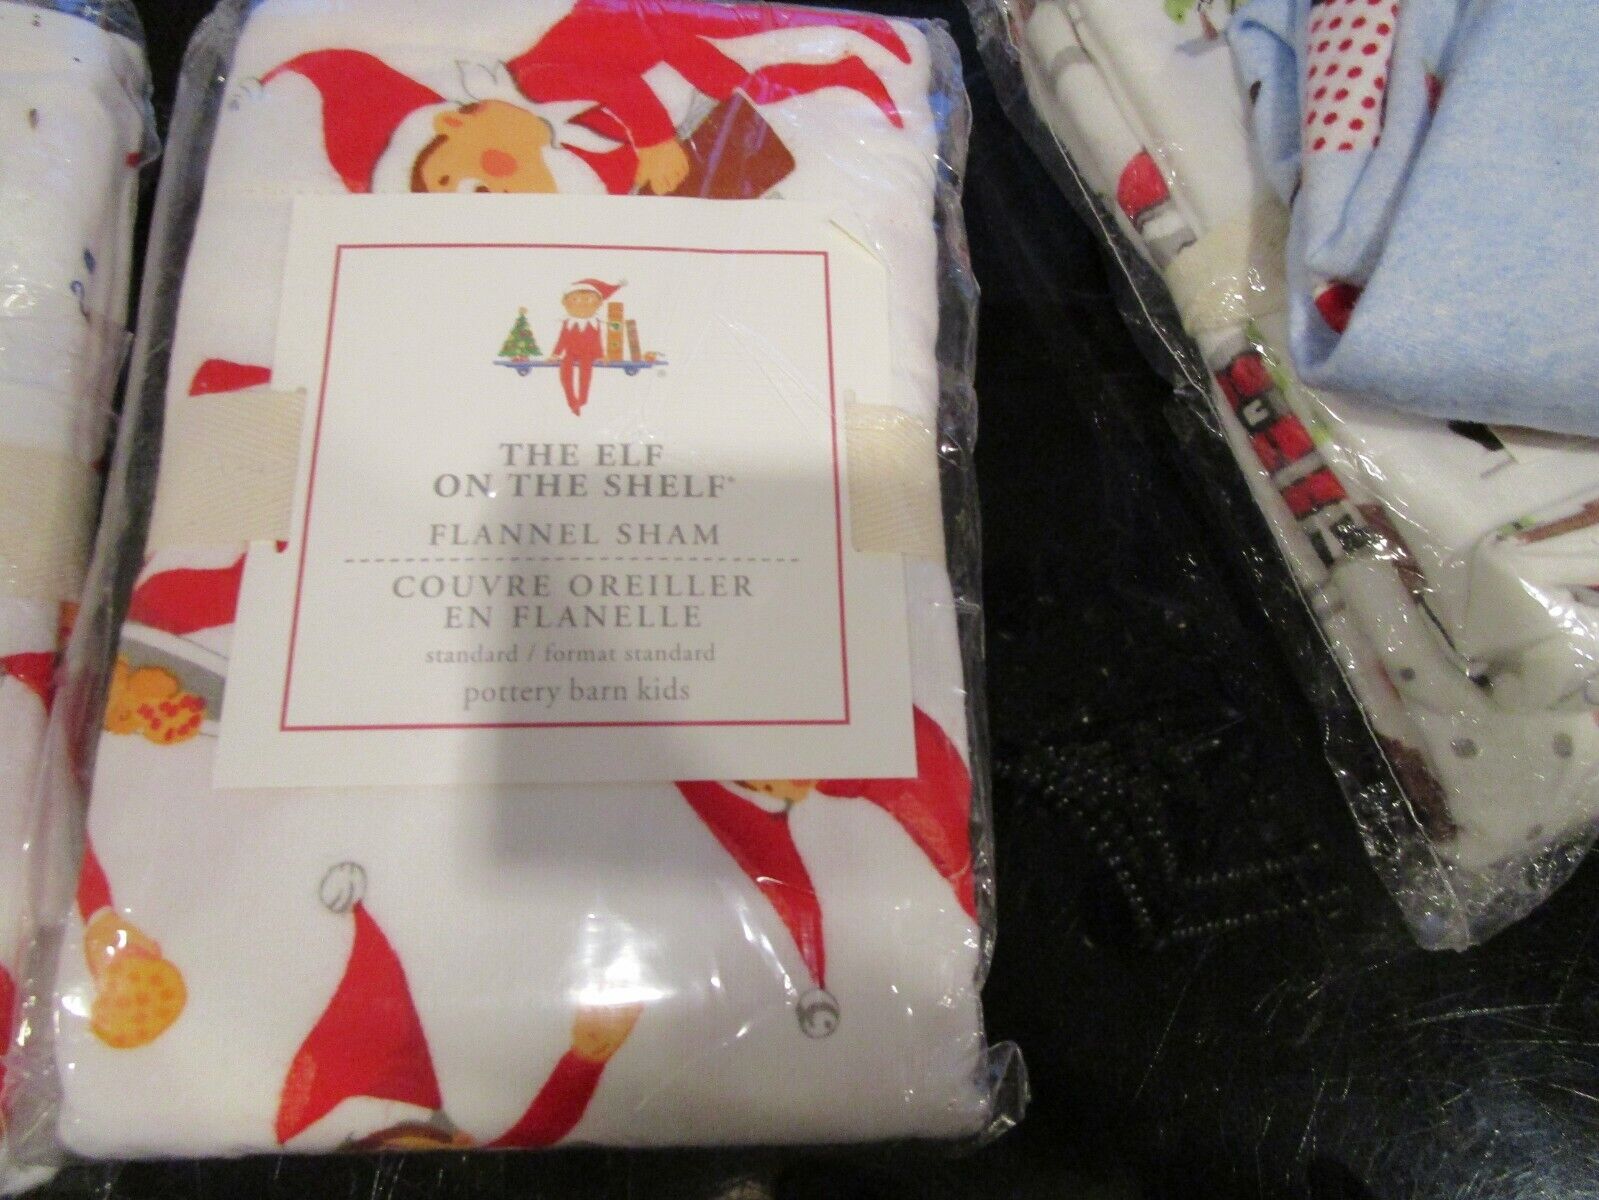 ®
THE ELF
ON THE SHELF®
FLANNEL SHAM
COUVRE OREILLER
EN FLANELLE
standard / format standard
pottery barn kids